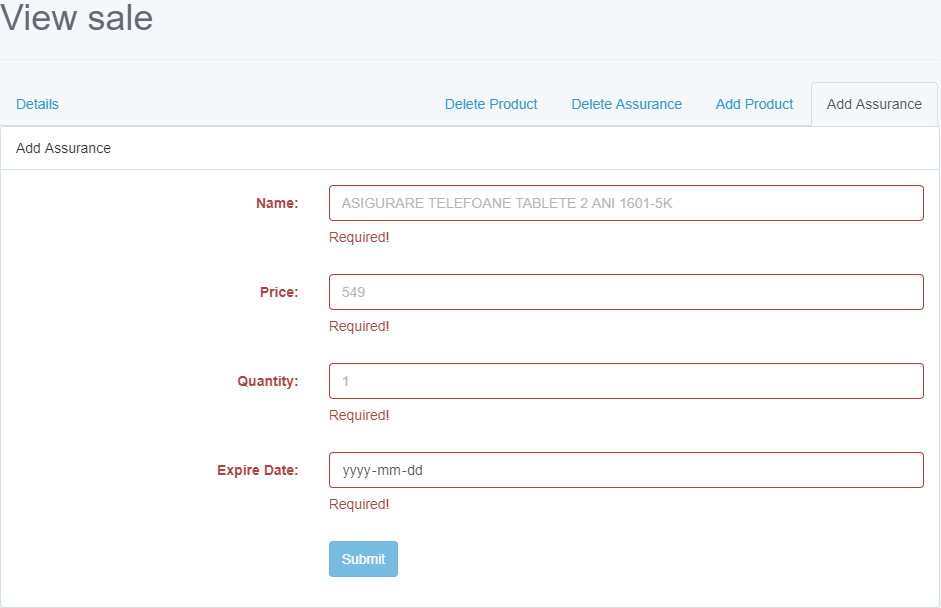 View sale
Details Delete Product Delete Assurance Add Product Add Assurance
Add Assurance
Name: ASIGURARE TELEFOANE TABLETE 2 ANI 1601-5K
Required!
Price: 549
Required!
Quantity: 1
Required!
Expire Date: yyyy-mm-dd
Required!
Submit